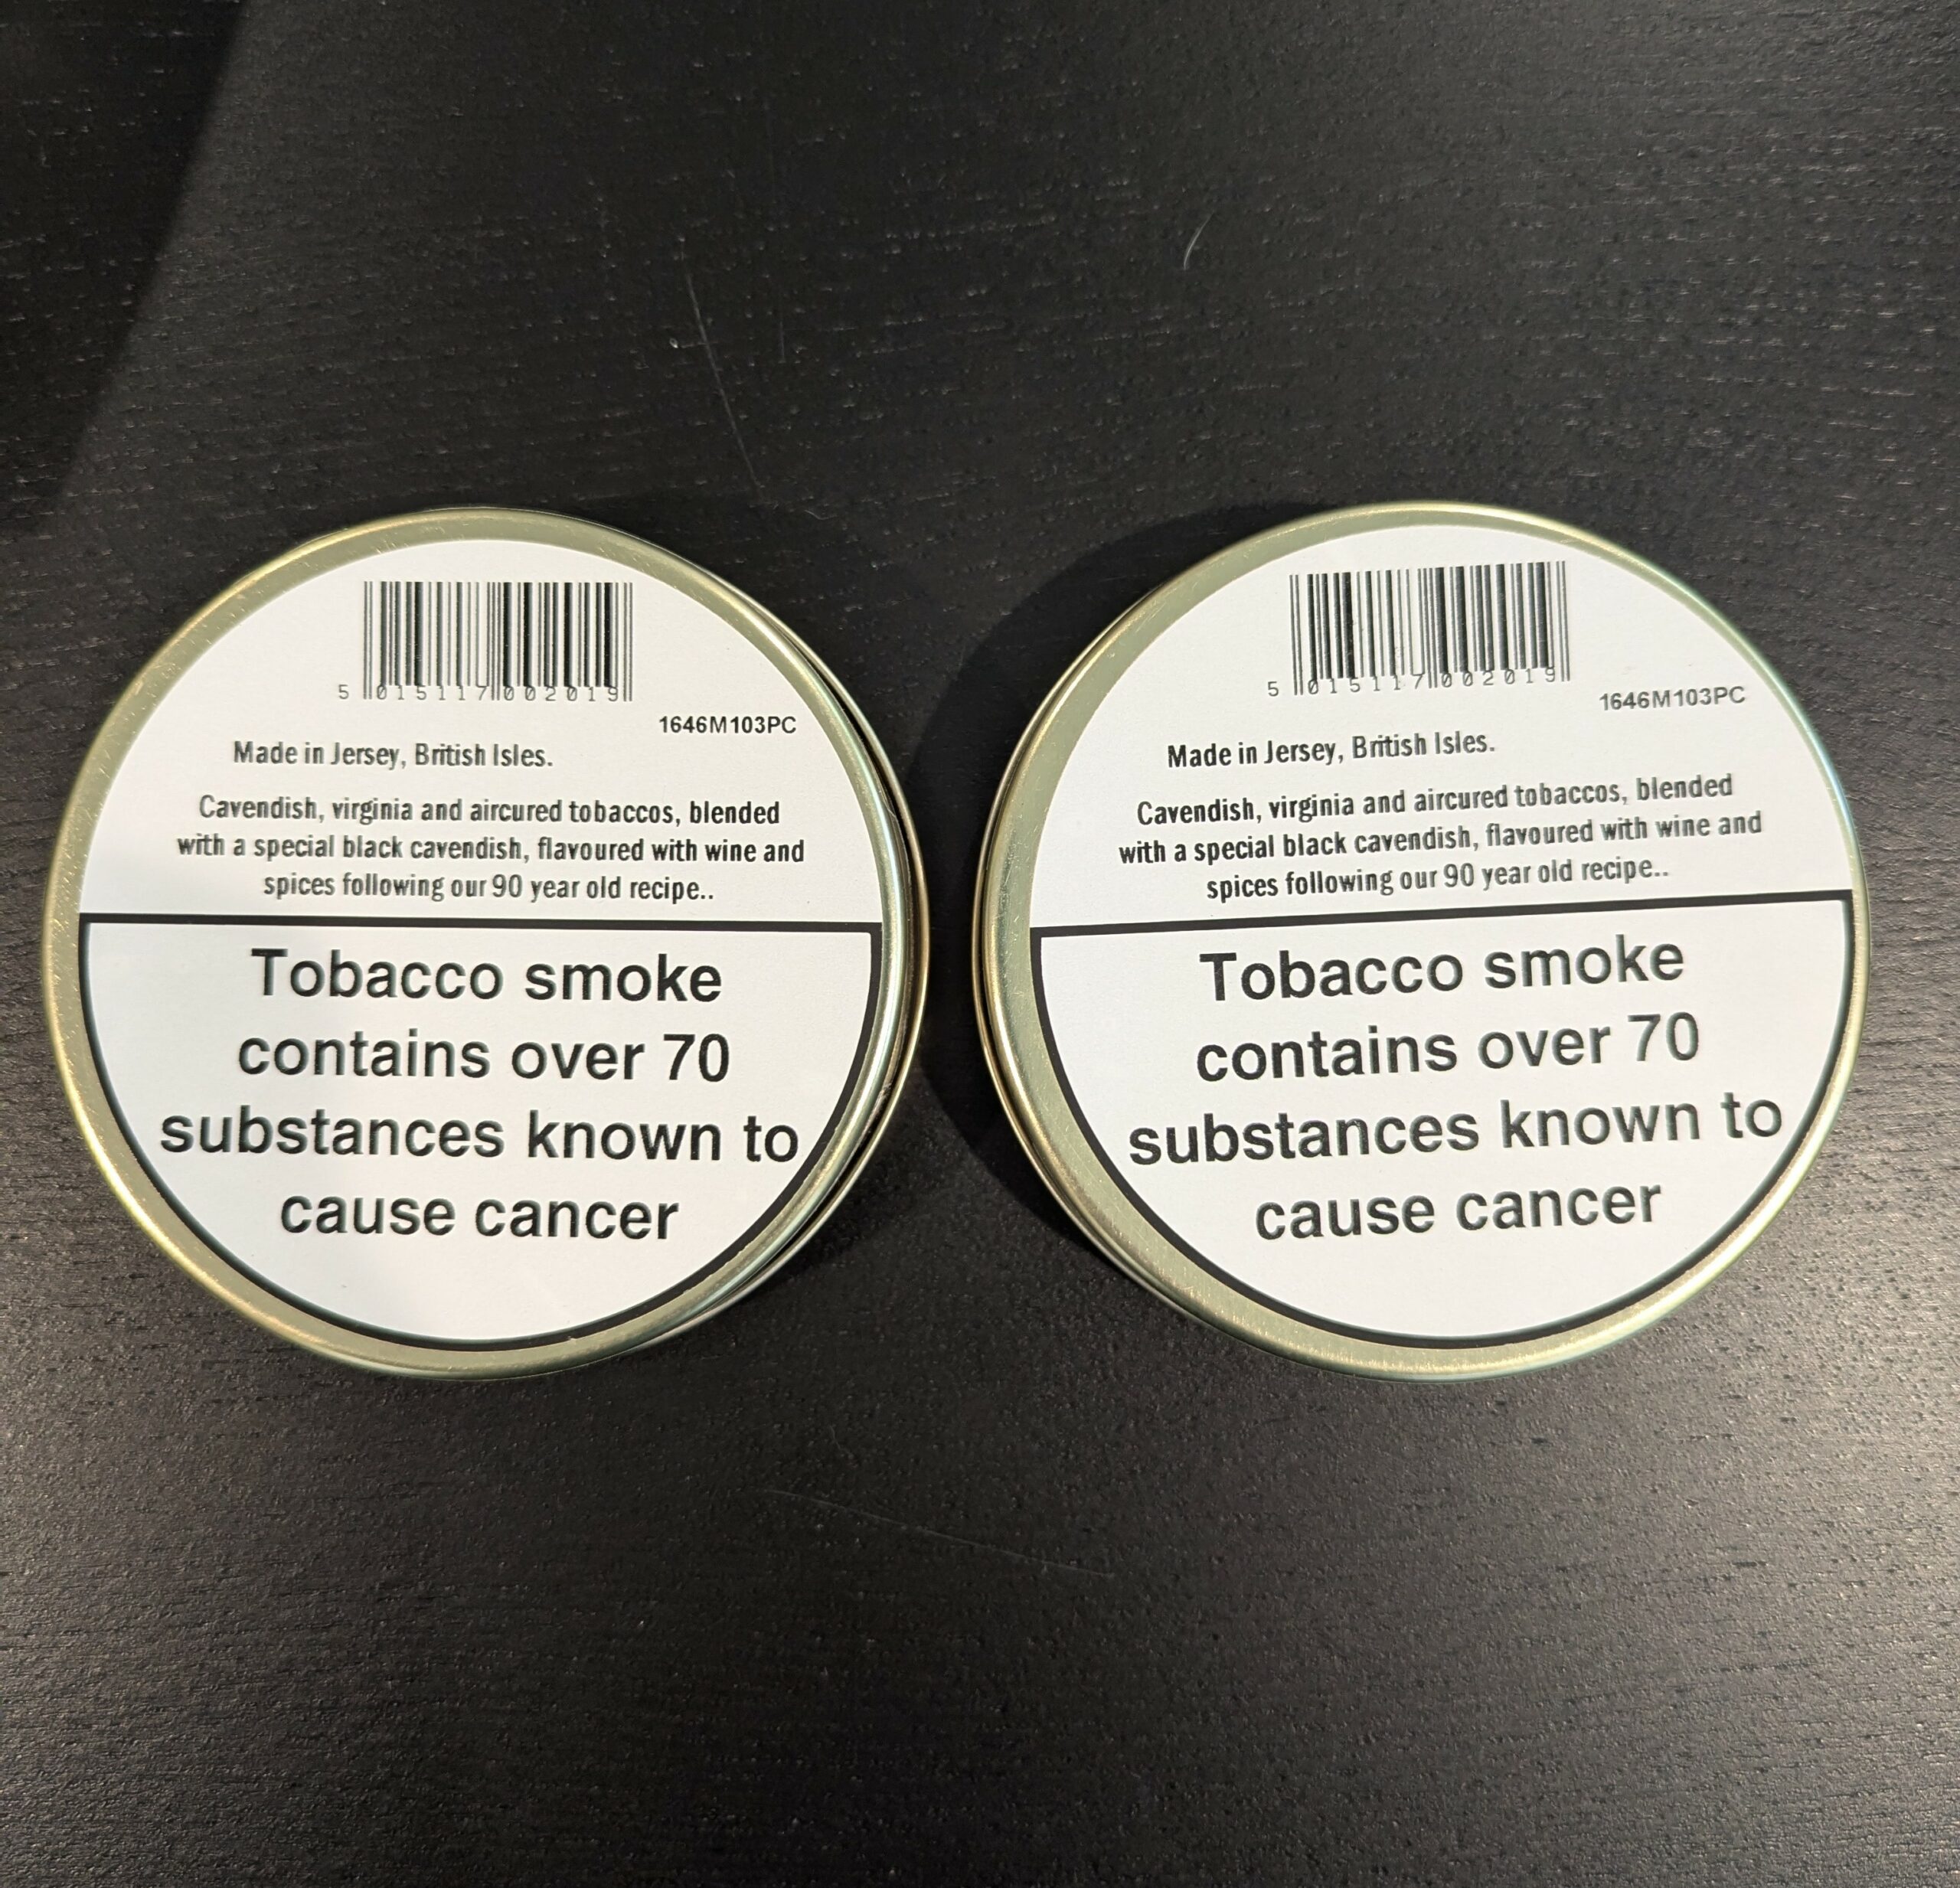 5 015117 002019
1646M103PC
Made in Jersey, British Isles.
Cavendish, virginia and aircured tobaccos, blended
with a special black cavendish, flavoured with wine and
spices following our 90 year old recipe..
Tobacco smoke
contains over 70
substances known to
cause cancer
5 015117 002019
1646M103PC
Made in Jersey, British Isles.
Cavendish, virginia and aircured tobaccos, blended
with a special black cavendish, flavoured with wine and
spices following our 90 year old recipe..
Tobacco smoke
contains over 70
substances known to
cause cancer